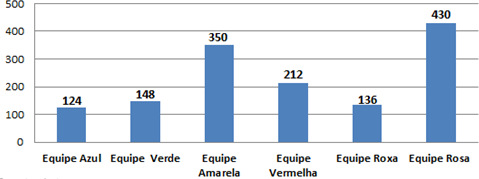 500
400
300
200
100
0
124
148
350
212
136
430
Equipe Azul
Equipe Verde
Equipe
Amarela
Equipe
Vermelha
Equipe Roxa
Equipe Rosa